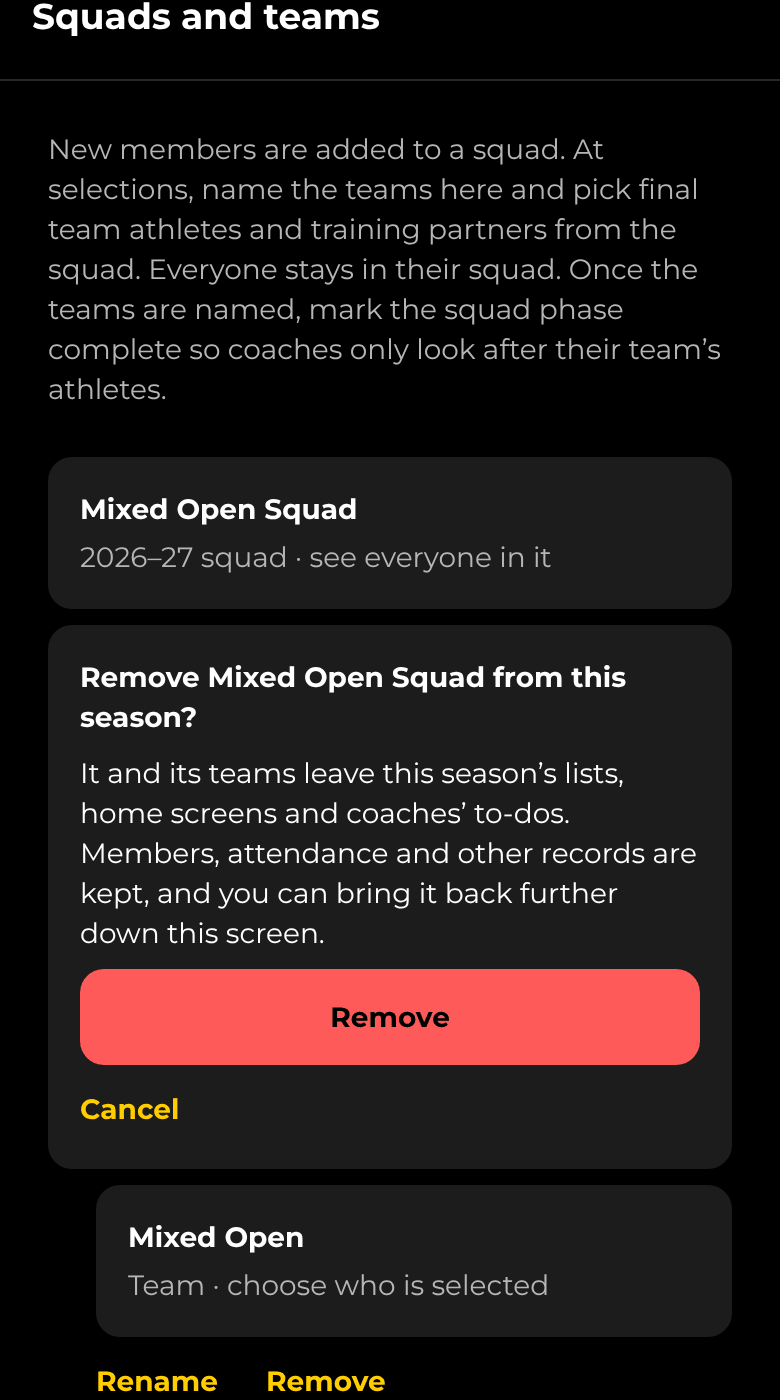 Squads and teams
New members are added to a squad. At
selections, name the teams here and pick final
team athletes and training partners from the
squad. Everyone stays in their squad. Once the
teams are named, mark the squad phase
complete so coaches only look after their team’s
athletes.
Mixed Open Squad
2026–27 squad · see everyone in it
Remove Mixed Open Squad from this
season?
It and its teams leave this season’s lists,
home screens and coaches’ to-dos.
Members, attendance and other records are
kept, and you can bring it back further
down this screen.
Remove
Cancel
Mixed Open
Team · choose who is selected
Rename Remove